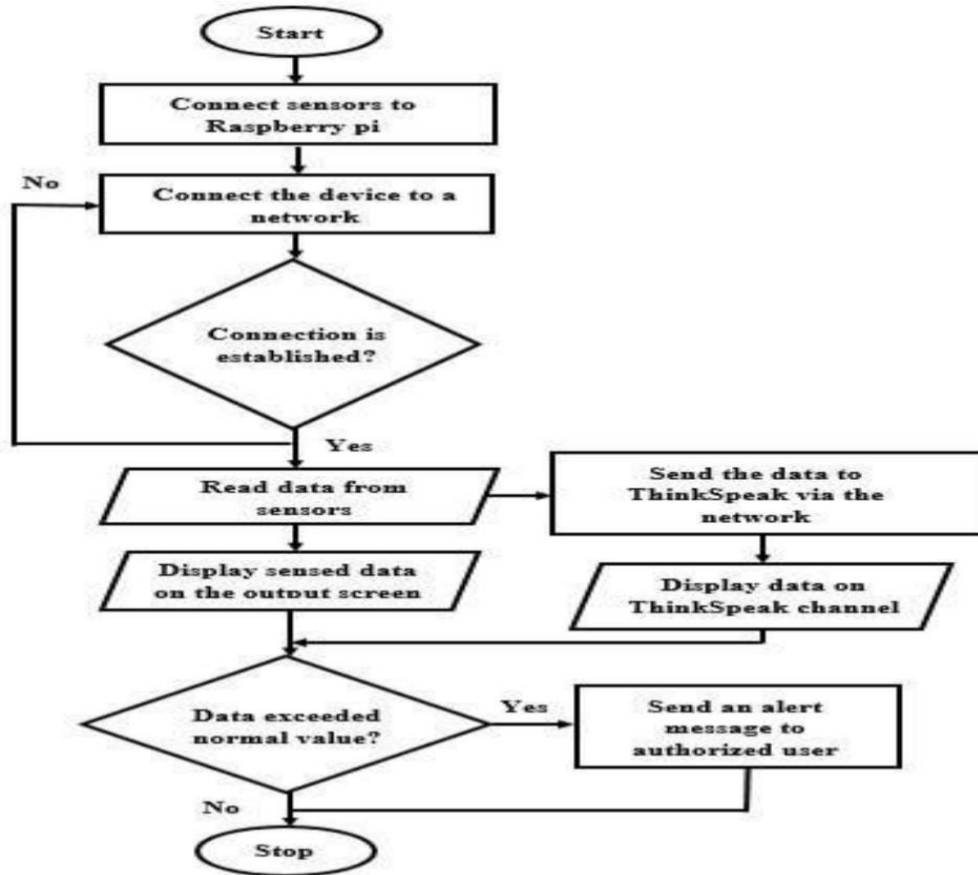 Start
Connect sensors to
Raspberry pi
No
Connect the device to a
network
Connection is
established?
Yes
Read data from
sensors
Send the data to
ThinkSpeak via the
network
Display sensed data
on the output screen
Display data on
ThinkSpeak channel
Data exceeded
normal value?
Yes
Send an alert
message to
authorized user
No
Stop